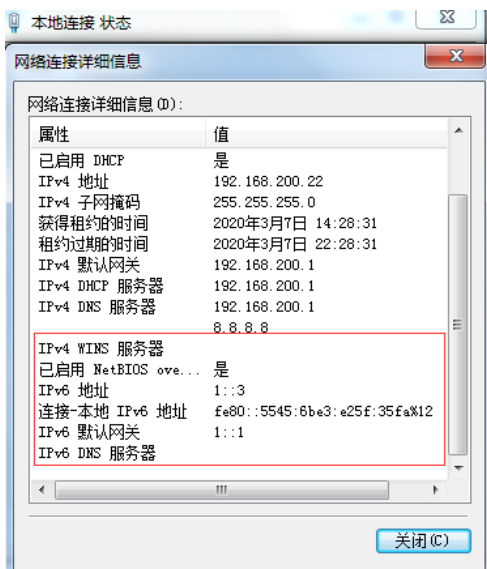 本地连接 状态
网络连接详细信息
网络连接详细信息(D):
属性 值
已启用 DHCP 是
IPv4 地址 192.168.200.22
IPv4 子网掩码 255.255.255.0
获得租约的时间 2020年3月7日 14:28:31
租约过期的时间 2020年3月7日 22:28:31
IPv4 默认网关 192.168.200.1
IPv4 DHCP 服务器 192.168.200.1
IPv4 DNS 服务器 192.168.200.1
8.8.8.8
IPv4 WINS 服务器
已启用 NetBIOS ove... 是
IPv6 地址 1::3
连接-本地 IPv6 地址 fe80::5545:6be3:e25f:35fa%12
IPv6 默认网关 1::1
IPv6 DNS 服务器
关闭(C)